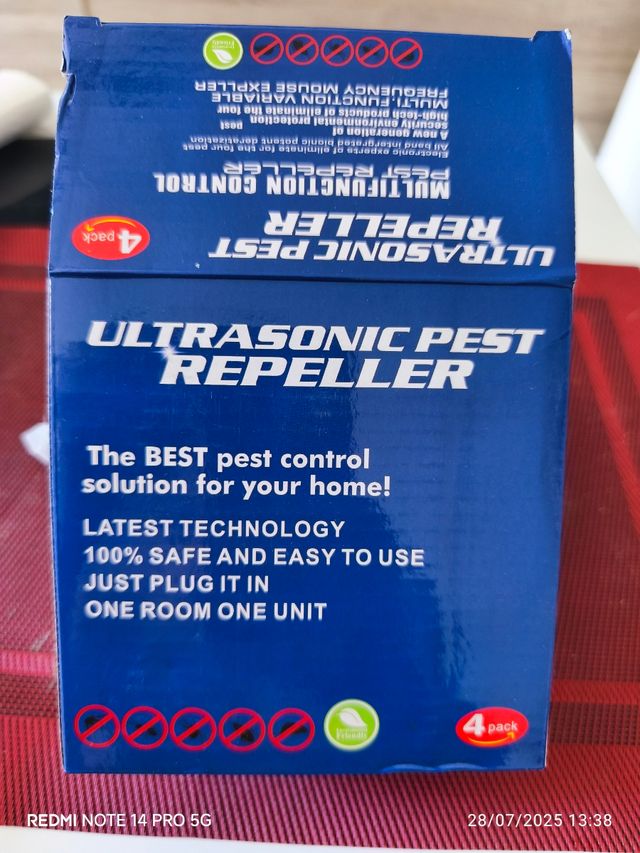 MULTI.FUNCTION VARIABLE
FREQUENCY MOUSE EXPLLER
A new generation of pest
security environmental protection
high-tech products of eliminate the four
Electronic experts of eliminate for the four pest
All band intergrated bionic potent deratization
MULTIFUNCTION CONTROL
PEST REPELLER
ULTRASONIC PEST
REPELLER
4 pack
ULTRASONIC PEST
REPELLER
The BEST pest control
solution for your home!
LATEST TECHNOLOGY
100% SAFE AND EASY TO USE
JUST PLUG IT IN
ONE ROOM ONE UNIT
Friendly
4 pack
REDMI NOTE 14 PRO 5G
28/07/2025 13:38